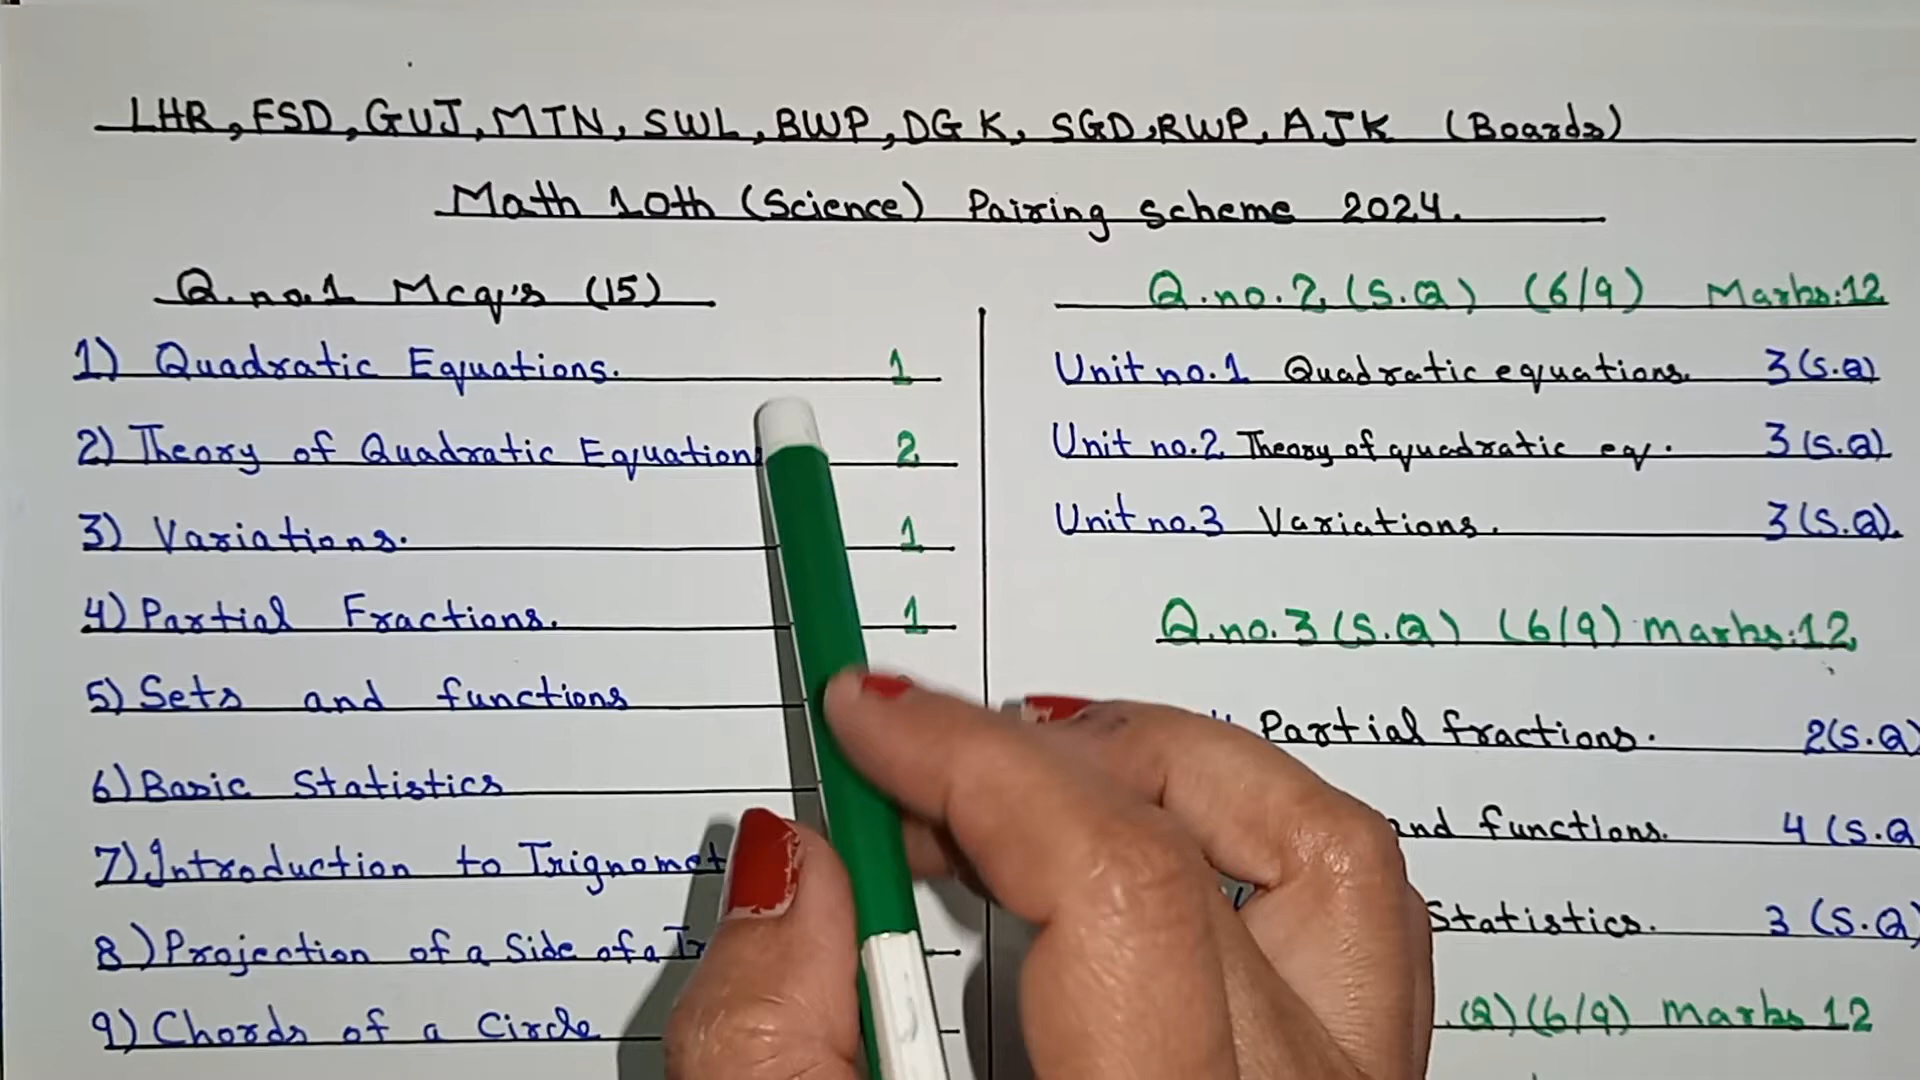 LHR, FSD, GUJ, MTN, SWL, BWP, DGK, SGD, RWP, AJK (Boards)
Math 10th (Science) Pairing scheme 2024.
Q.no.1 Mcq's (15)
1) Quadratic Equations. 1
2) Theory of Quadratic Equation 2
3) Variations. 1
4) Partial Fractions. 1
5) Sets and functions
6) Basic Statistics
7) Introduction to
8) Projection of a Side of a
9) Chords of a Circle
Q.no.2 (S.Q) (6/9) Marks:12
Unit no.1 Quadratic equations. 3(S.Q)
Unit no.2 Theory of quadratic eq. 3(S.Q)
Unit no.3 Variations. 3(S.Q).
Q.no.3 (S.Q) (6/9) marks:12
Partial fractions. 2(S.Q)
and functions. 4(S.Q
Statistics. 3(S.Q)
.Q)(6/9) Marks 12